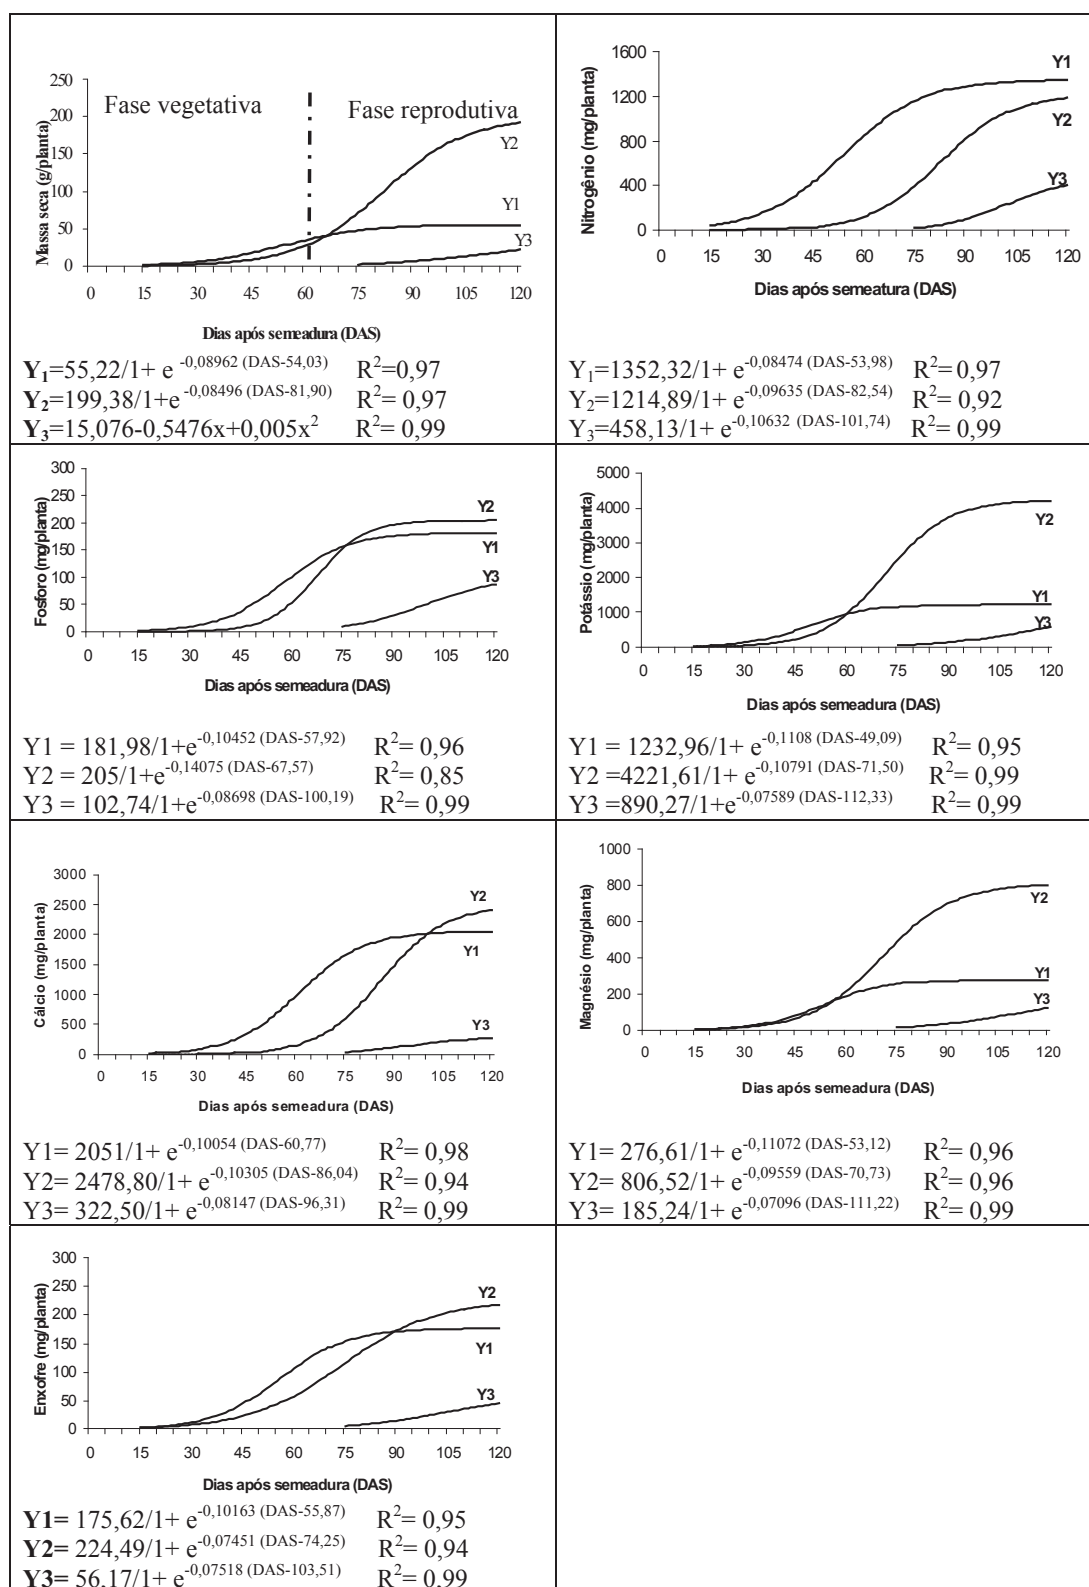 250
200
150
100
50
0
Massa seca (g/planta)
Fase vegetativa
Fase reprodutiva
Y2
Y1
Y3
0 15 30 45 60 75 90 105 120
Dias após semeadura (DAS)
Y₁=55,22/1+ e -0,08962 (DAS-54,03) R²=0,97
Y₂=199,38/1+e-0,08496 (DAS-81,90) R²= 0,97
Y₃=15,076-0,5476x+0,005x² R²= 0,99
1600
1200
800
400
0
Nitrogênio (mg/planta)
Y1
Y2
Y3
0 15 30 45 60 75 90 105 120
Dias após semeatura (DAS)
Y₁=1352,32/1+ e-0,08474 (DAS-53,98) R²= 0,97
Y₂=1214,89/1+ e-0,09635 (DAS-82,54) R²= 0,92
Y₃=458,13/1+ e-0,10632 (DAS-101,74) R²= 0,99
300
250
200
150
100
50
0
Fosforo (mg/planta)
Y2
Y1
Y3
0 15 30 45 60 75 90 105 120
Dias após semeadura (DAS)
Y1 = 181,98/1+e-0,10452 (DAS-57,92) R²= 0,96
Y2 = 205/1+e-0,14075 (DAS-67,57) R²= 0,85
Y3 = 102,74/1+e-0,08698 (DAS-100,19) R²= 0,99
5000
4000
3000
2000
1000
0
Potássio (mg/planta)
Y2
Y1
Y3
0 15 30 45 60 75 90 105 120
Dias após semeadura (DAS)
Y1 = 1232,96/1+ e-0,1108 (DAS-49,09) R²= 0,95
Y2 =4221,61/1+ e-0,10791 (DAS-71,50) R²= 0,99
Y3 =890,27/1+e-0,07589 (DAS-112,33) R²= 0,99
3000
2500
2000
1500
1000
500
0
Cálcio (mg/planta)
Y2
Y1
Y3
0 15 30 45 60 75 90 105 120
Dias após semeadura (DAS)
Y1= 2051/1+ e-0,10054 (DAS-60,77) R²= 0,98
Y2= 2478,80/1+ e-0,10305 (DAS-86,04) R²= 0,94
Y3= 322,50/1+ e-0,08147 (DAS-96,31) R²= 0,99
1000
800
600
400
200
0
Magnésio (mg/planta)
Y2
Y1
Y3
0 15 30 45 60 75 90 105 120
Dias após semeadura (DAS)
Y1= 276,61/1+ e-0,11072 (DAS-53,12) R²= 0,96
Y2= 806,52/1+ e-0,09559 (DAS-70,73) R²= 0,96
Y3= 185,24/1+ e-0,07096 (DAS-111,22) R²= 0,99
300
250
200
150
100
50
0
Enxofre (mg/planta)
Y2
Y1
Y3
0 15 30 45 60 75 90 105 120
Dias após semeadura (DAS)
Y1= 175,62/1+ e-0,10163 (DAS-55,87) R²= 0,95
Y2= 224,49/1+ e-0,07451 (DAS-74,25) R²= 0,94
Y3= 56,17/1+ e-0,07518 (DAS-103,51) R²= 0,99